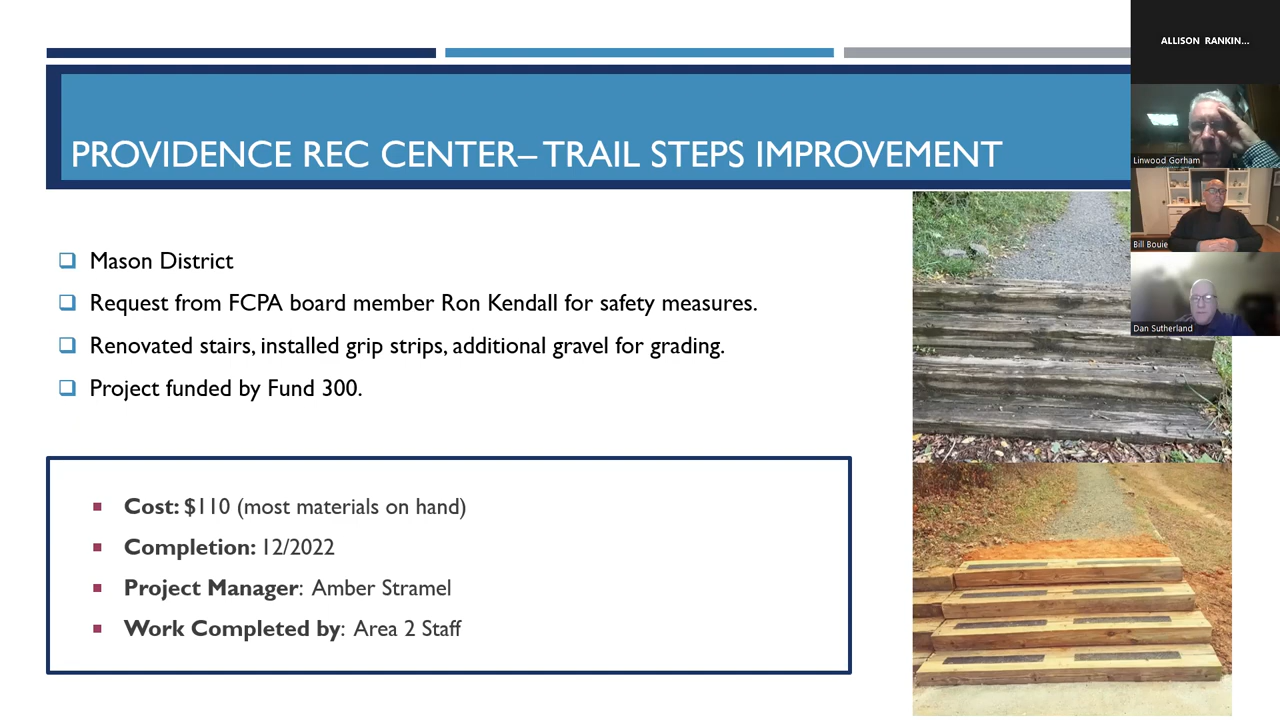 PROVIDENCE REC CENTER– TRAIL STEPS IMPROVEMENT
Mason District
Request from FCPA board member Ron Kendall for safety measures.
Renovated stairs, installed grip strips, additional gravel for grading.
Project funded by Fund 300.
Cost: $110 (most materials on hand)
Completion: 12/2022
Project Manager: Amber Stramel
Work Completed by: Area 2 Staff
ALLISON RANKIN...
Linwood Gorham
Bill Bouie
Dan Sutherland